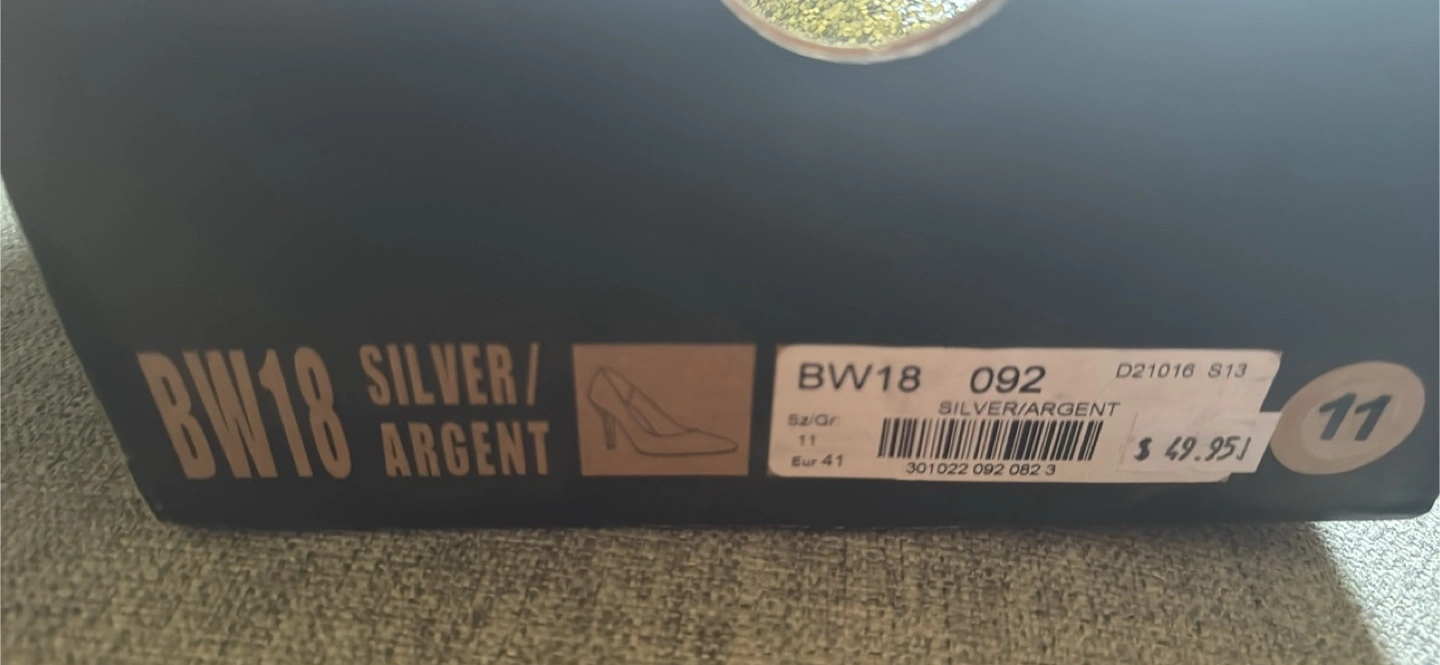 BW18
SILVER/
ARGENT
BW18 092
D21016 S13
SILVER/ARGENT
Sz/Gr
11
Eur 41
301022 092 082 3
$ 49.95
11